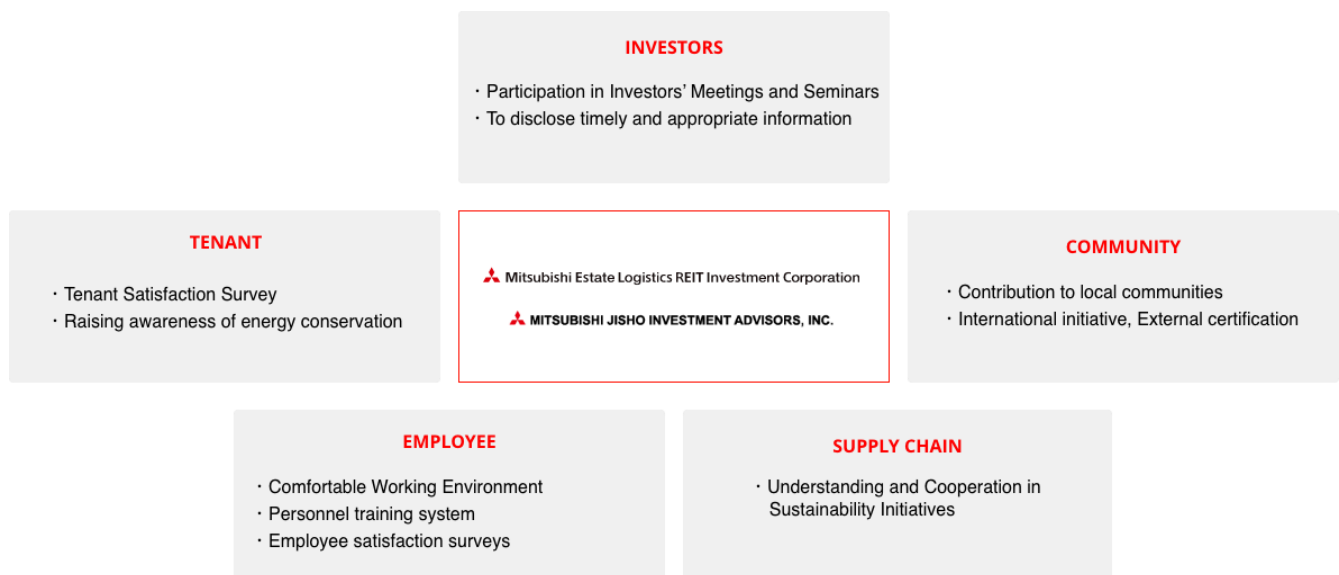 INVESTORS
・Participation in Investors’ Meetings and Seminars
・To disclose timely and appropriate information
TENANT
・Tenant Satisfaction Survey
・Raising awareness of energy conservation
Mitsubishi Estate Logistics REIT Investment Corporation
MITSUBISHI JISHO INVESTMENT ADVISORS, INC.
COMMUNITY
・Contribution to local communities
・International initiative, External certification
EMPLOYEE
・Comfortable Working Environment
・Personnel training system
・Employee satisfaction surveys
SUPPLY CHAIN
・Understanding and Cooperation in
Sustainability Initiatives